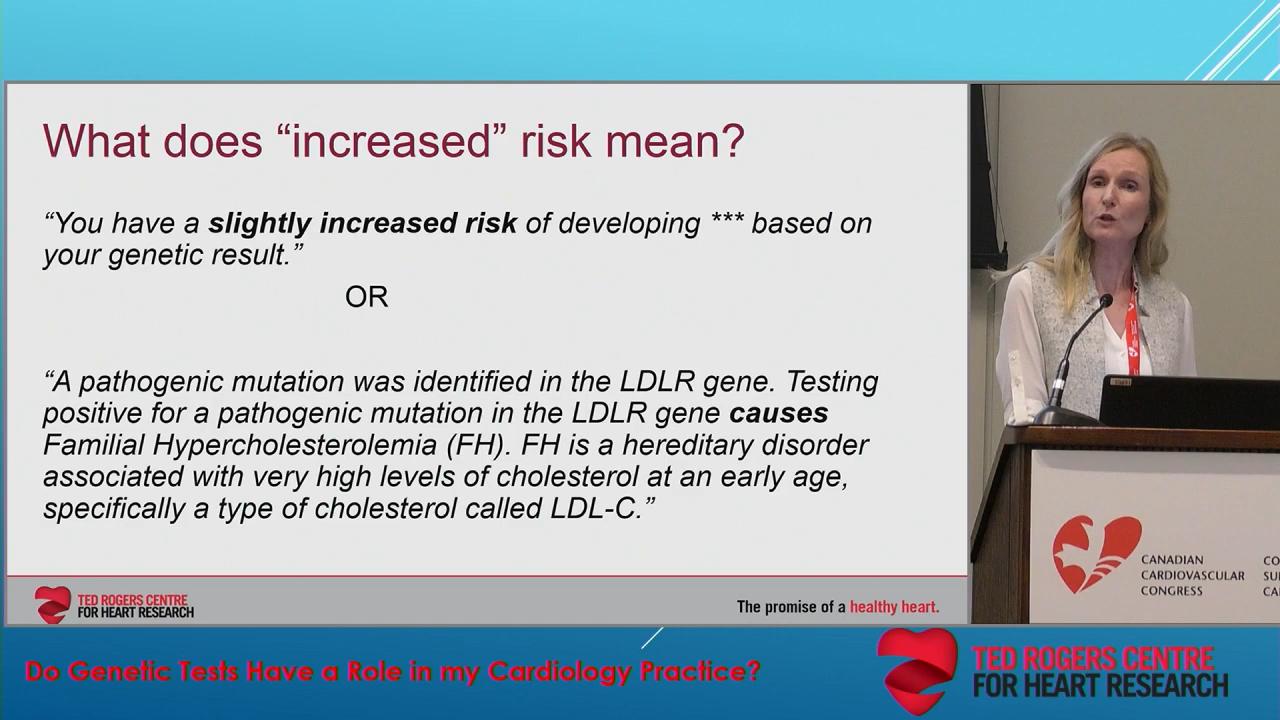 What does “increased” risk mean?
“You have a slightly increased risk of developing *** based on
your genetic result.”
OR
“A pathogenic mutation was identified in the LDLR gene. Testing
positive for a pathogenic mutation in the LDLR gene causes
Familial Hypercholesterolemia (FH). FH is a hereditary disorder
associated with very high levels of cholesterol at an early age,
specifically a type of cholesterol called LDL-C.”
TED ROGERS CENTRE
FOR HEART RESEARCH
The promise of a healthy heart.
CANADIAN
CARDIOVASCULAR
CONGRESS
CO
SU
CA
Do Genetic Tests Have a Role in my Cardiology Practice?
TED ROGERS CENTRE
FOR HEART RESEARCH